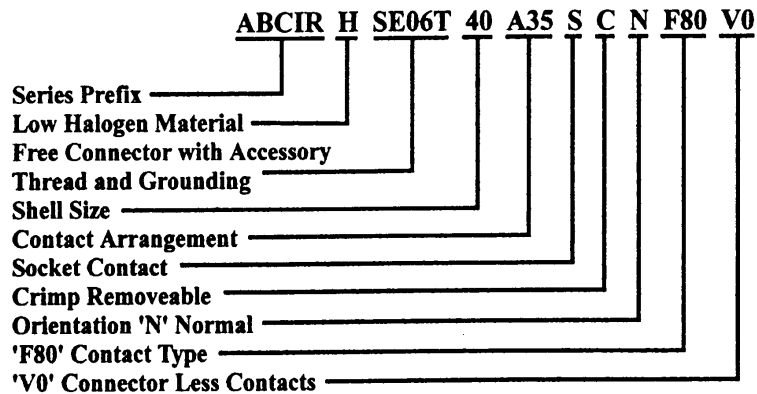 ABCIR H SE06T 40 A35 S C N F80 V0
Series Prefix
Low Halogen Material
Free Connector with Accessory
Thread and Grounding
Shell Size
Contact Arrangement
Socket Contact
Crimp Removeable
Orientation 'N' Normal
'F80' Contact Type
'V0' Connector Less Contacts